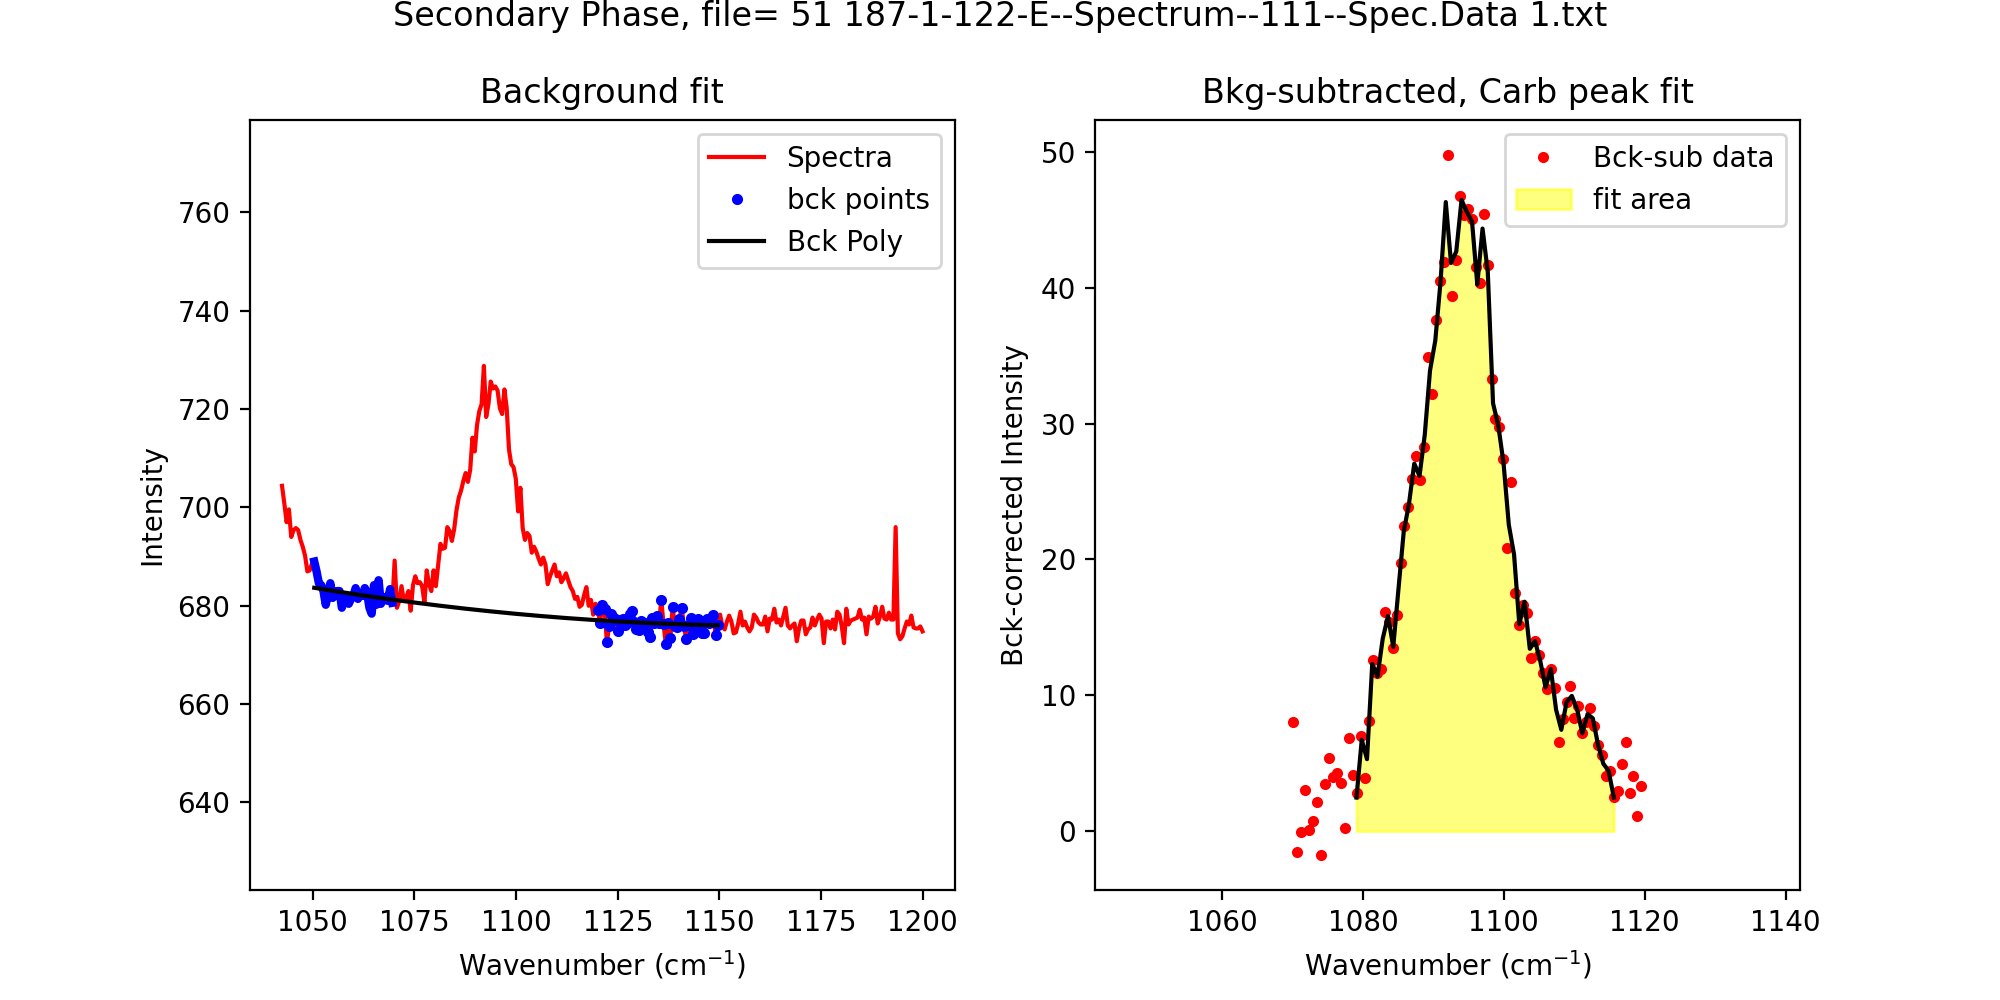 Secondary Phase, file= 51 187-1-122-E--Spectrum--111--Spec.Data 1.txt
Background fit
Spectra
bck points
Bck Poly
760
740
720
700
680
660
640
Intensity
1050 1075 1100 1125 1150 1175 1200
Wavenumber (cm⁻¹)
Bkg-subtracted, Carb peak fit
Bck-sub data
fit area
50
40
30
20
10
0
Bck-corrected Intensity
1060 1080 1100 1120 1140
Wavenumber (cm⁻¹)